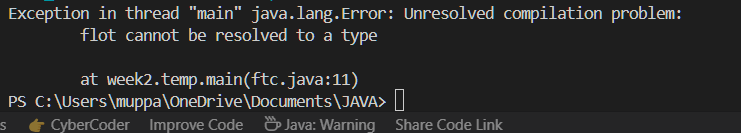 Exception in thread "main" java.lang.Error: Unresolved compilation problem:
flot cannot be resolved to a type
at week2.temp.main(ftc.java:11)
PS C:\Users\muppa\OneDrive\Documents\JAVA>
s 👉 CyberCoder Improve Code ☕ Java: Warning Share Code Link